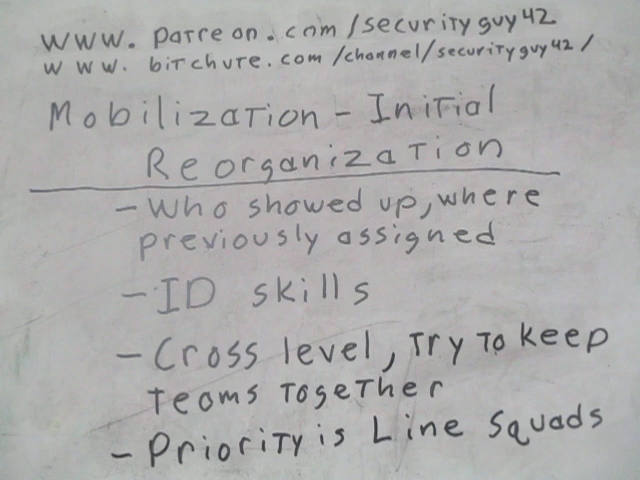 www.patreon.com/securityguy42
www.bitchute.com/channel/securityguy42/
Mobilization - Initial
Reorganization
- Who showed up, where
previously assigned
- ID skills
- Cross level, Try To keep
teams together
- Priority is Line Squads